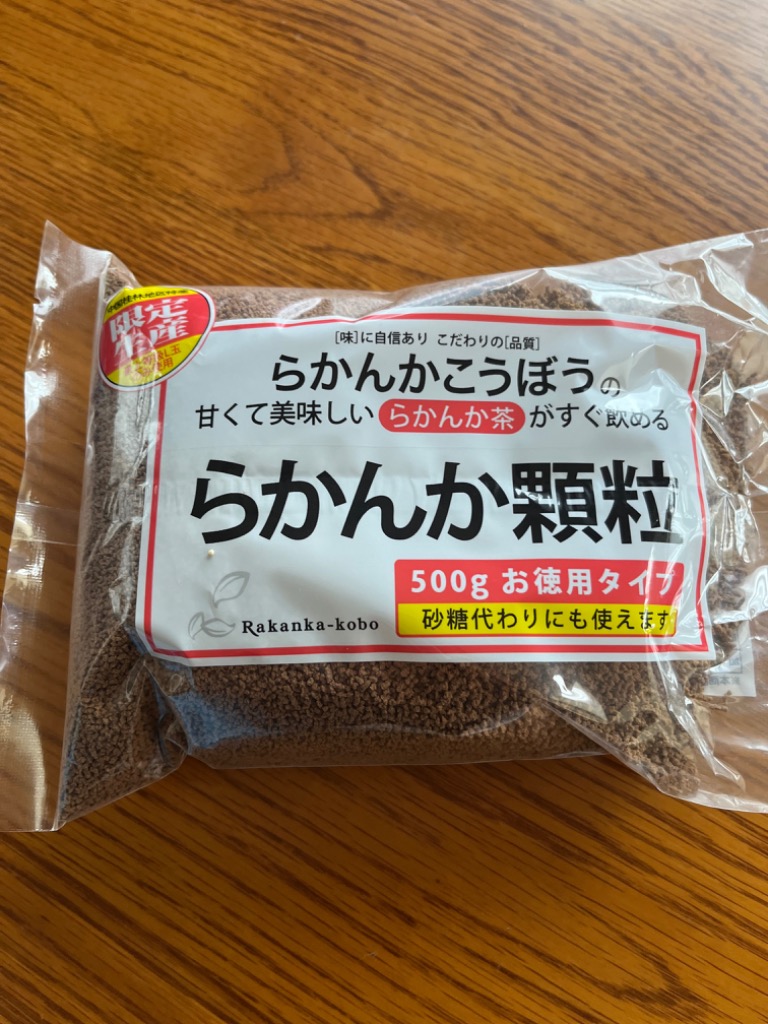 限定
生産
[味]に自信あり こだわりの[品質]
らかんかこうぼうの
甘くて美味しい らかんか茶 がすぐ飲める
らかんか顆粒
500g お徳用タイプ
砂糖代わりにも使えます
Rakanka-kobo